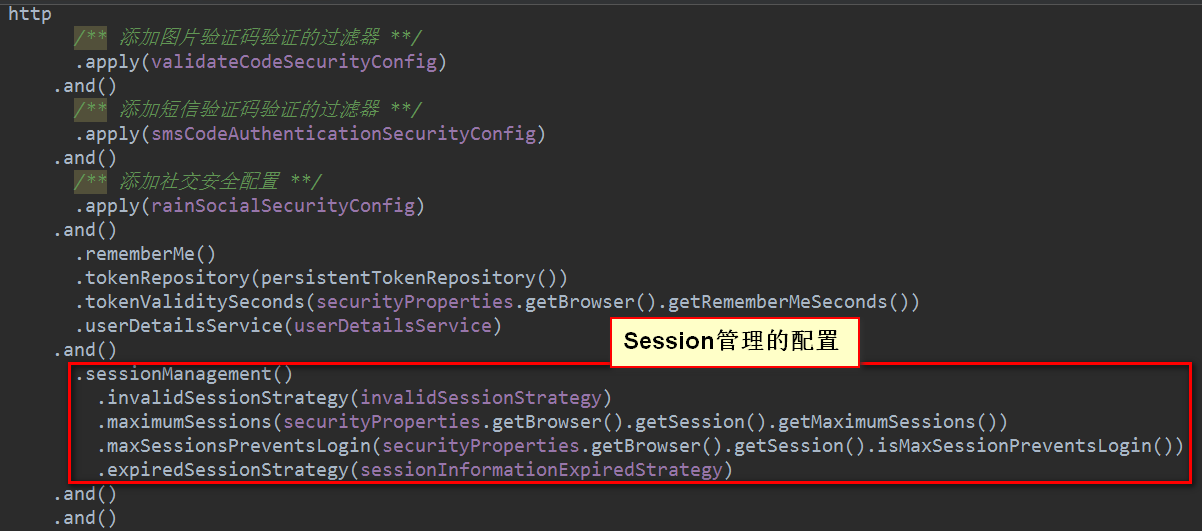 http
/** 添加图片验证码验证的过滤器 **/
.apply(validateCodeSecurityConfig)
.and()
/** 添加短信验证码验证的过滤器 **/
.apply(smsCodeAuthenticationSecurityConfig)
.and()
/** 添加社交安全配置 **/
.apply(rainSocialSecurityConfig)
.and()
.rememberMe()
.tokenRepository(persistentTokenRepository())
.tokenValiditySeconds(securityProperties.getBrowser().getRememberMeSeconds())
.userDetailsService(userDetailsService)
Session管理的配置
.and()
.sessionManagement()
.invalidSessionStrategy(invalidSessionStrategy)
.maximumSessions(securityProperties.getBrowser().getSession().getMaximumSessions())
.maxSessionsPreventsLogin(securityProperties.getBrowser().getSession().isMaxSessionPreventsLogin())
.expiredSessionStrategy(sessionInformationExpiredStrategy)
.and()
.and()